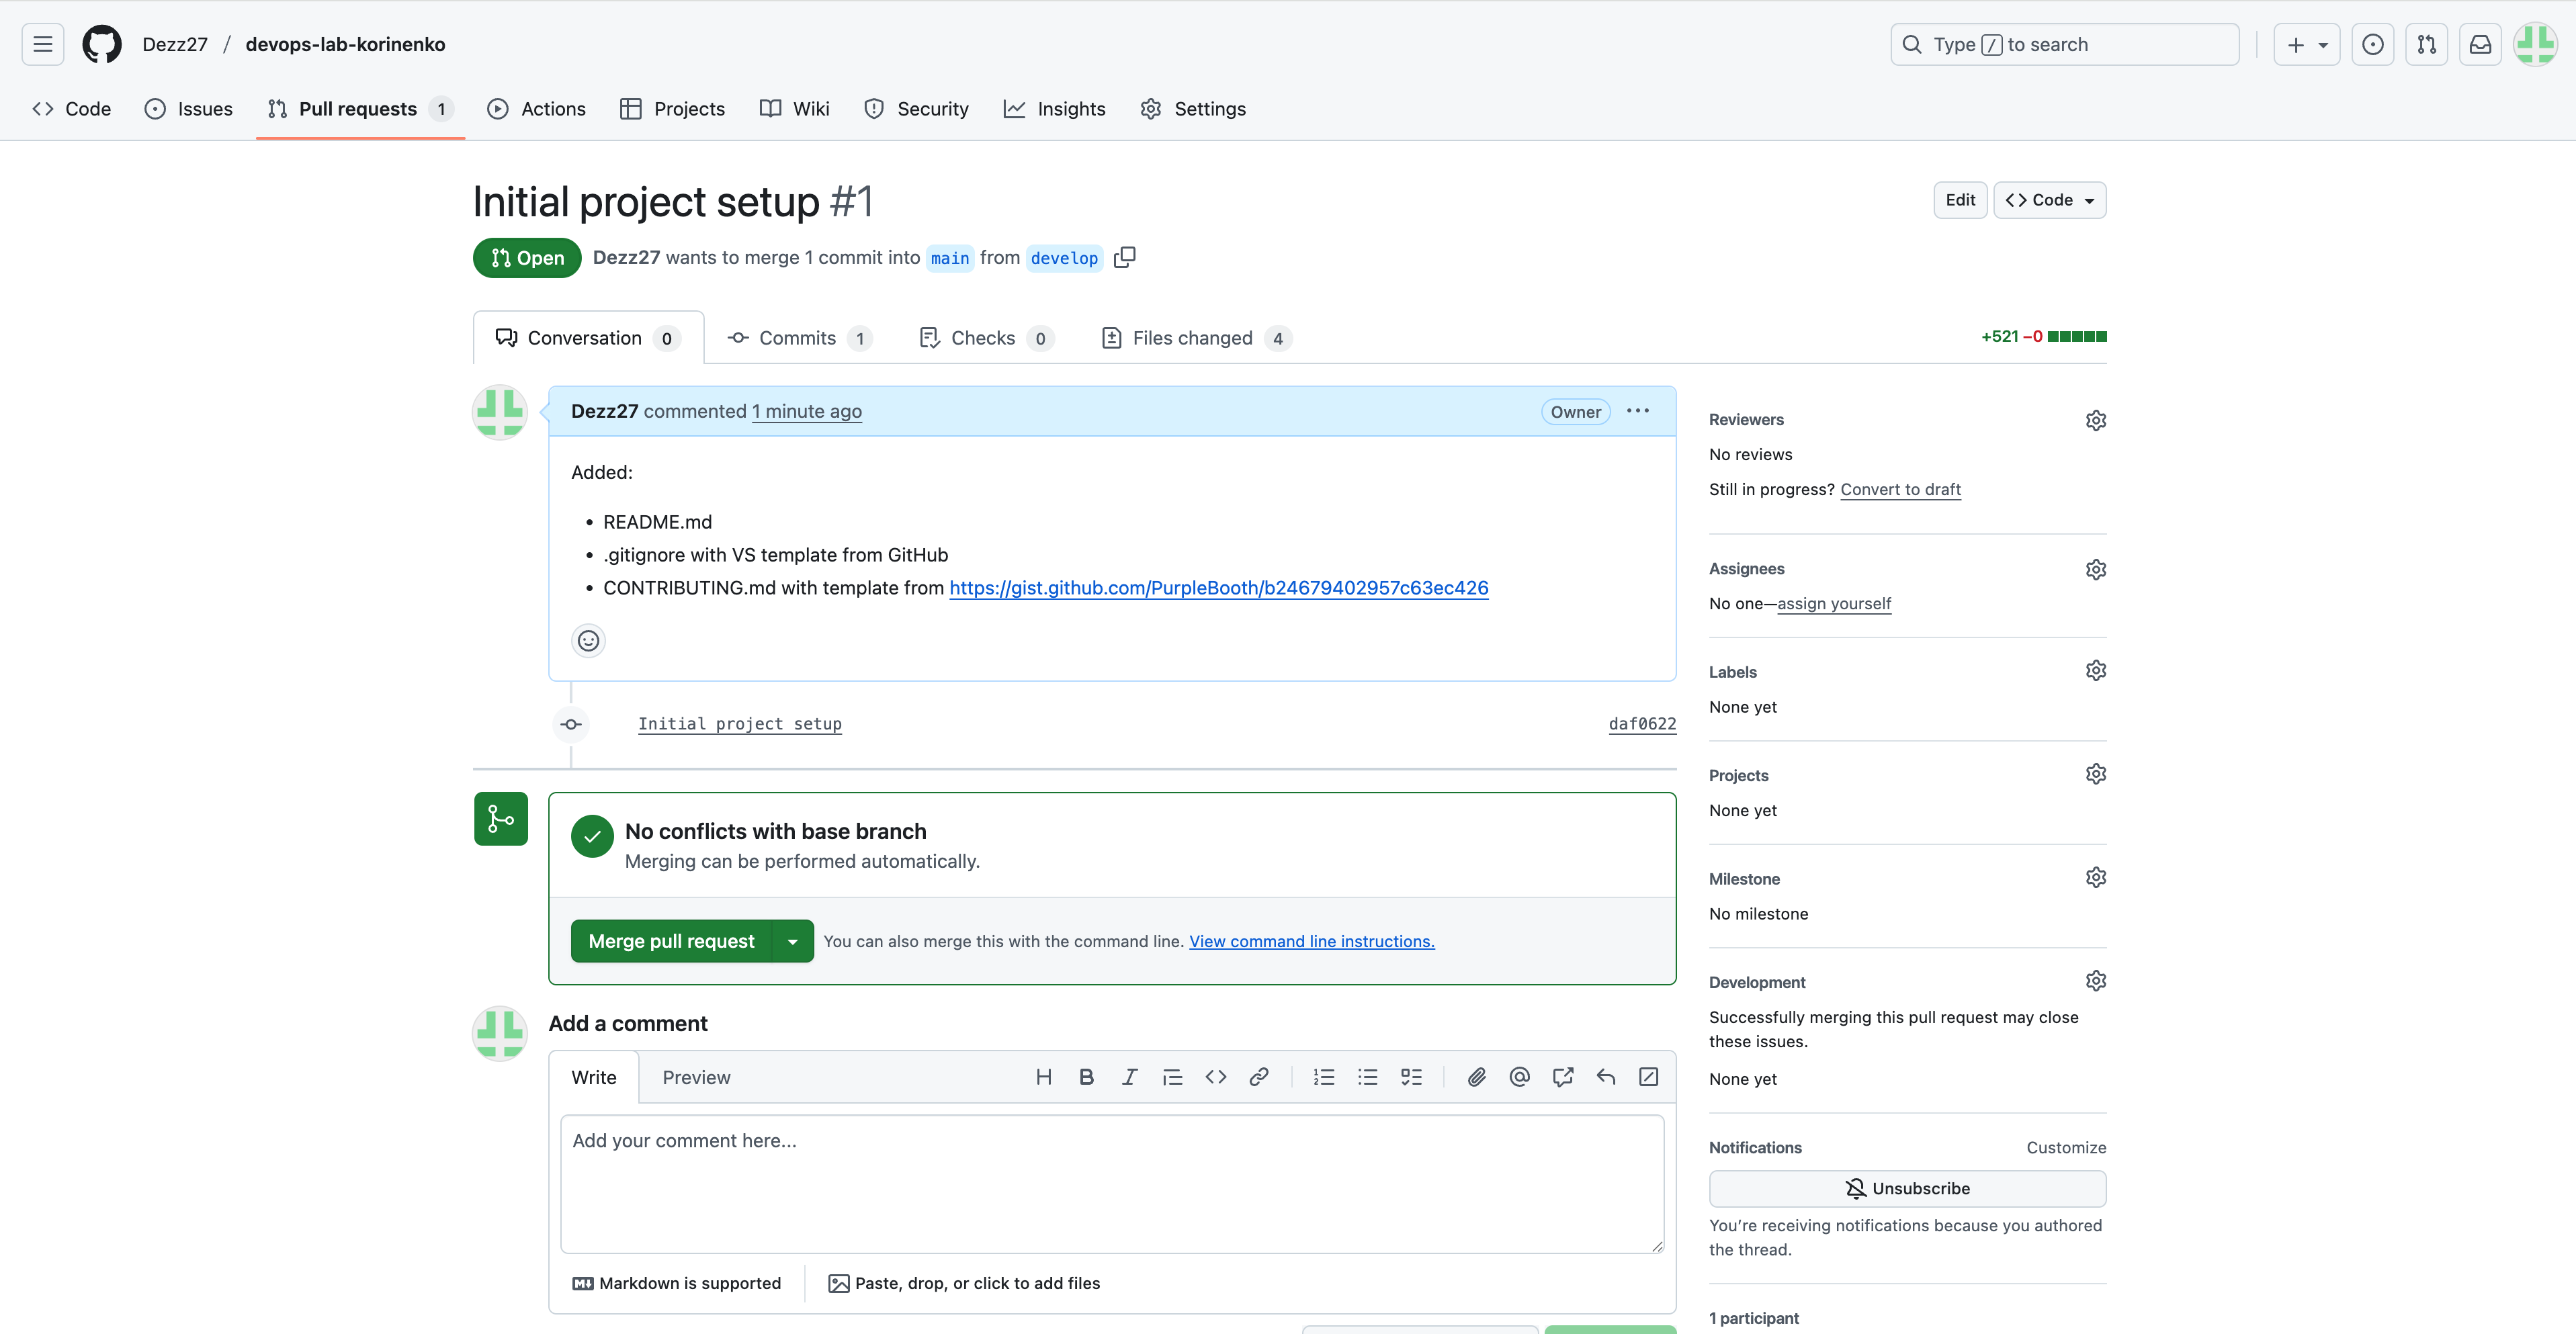 Dezz27 / devops-lab-korinenko
Type / to search
Code
Issues
Pull requests 1
Actions
Projects
Wiki
Security
Insights
Settings
Initial project setup #1
Edit
Code
Open
Dezz27 wants to merge 1 commit into main from develop
Conversation 0
Commits 1
Checks 0
Files changed 4
+521 −0
Dezz27 commented 1 minute ago
Owner
Added:
• README.md
• .gitignore with VS template from GitHub
• CONTRIBUTING.md with template from https://gist.github.com/PurpleBooth/b24679402957c63ec426
Initial project setup
daf0622
No conflicts with base branch
Merging can be performed automatically.
Merge pull request
You can also merge this with the command line. View command line instructions.
Add a comment
Write
Preview
Add your comment here...
Markdown is supported
Paste, drop, or click to add files
Reviewers
No reviews
Still in progress? Convert to draft
Assignees
No one—assign yourself
Labels
None yet
Projects
None yet
Milestone
No milestone
Development
Successfully merging this pull request may close
these issues.
None yet
Notifications
Customize
Unsubscribe
You’re receiving notifications because you authored
the thread.
1 participant